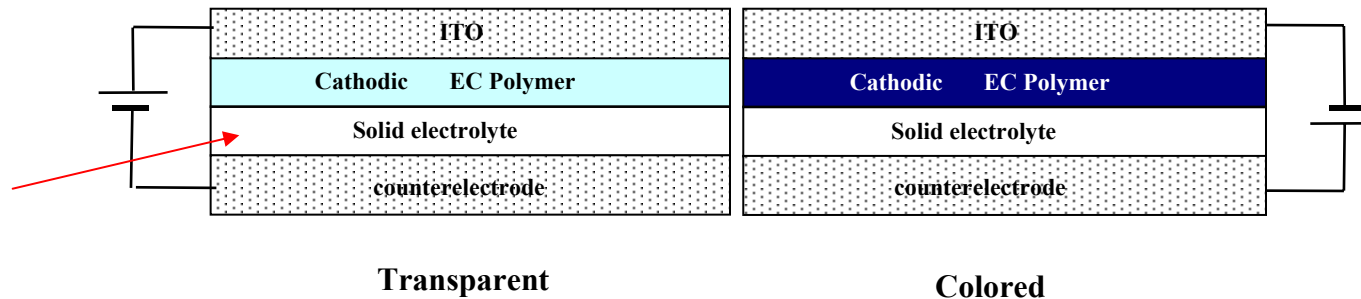 ITO
Cathodic EC Polymer
Solid electrolyte
counterelectrode
Transparent
ITO
Cathodic EC Polymer
Solid electrolyte
counterelectrode
Colored